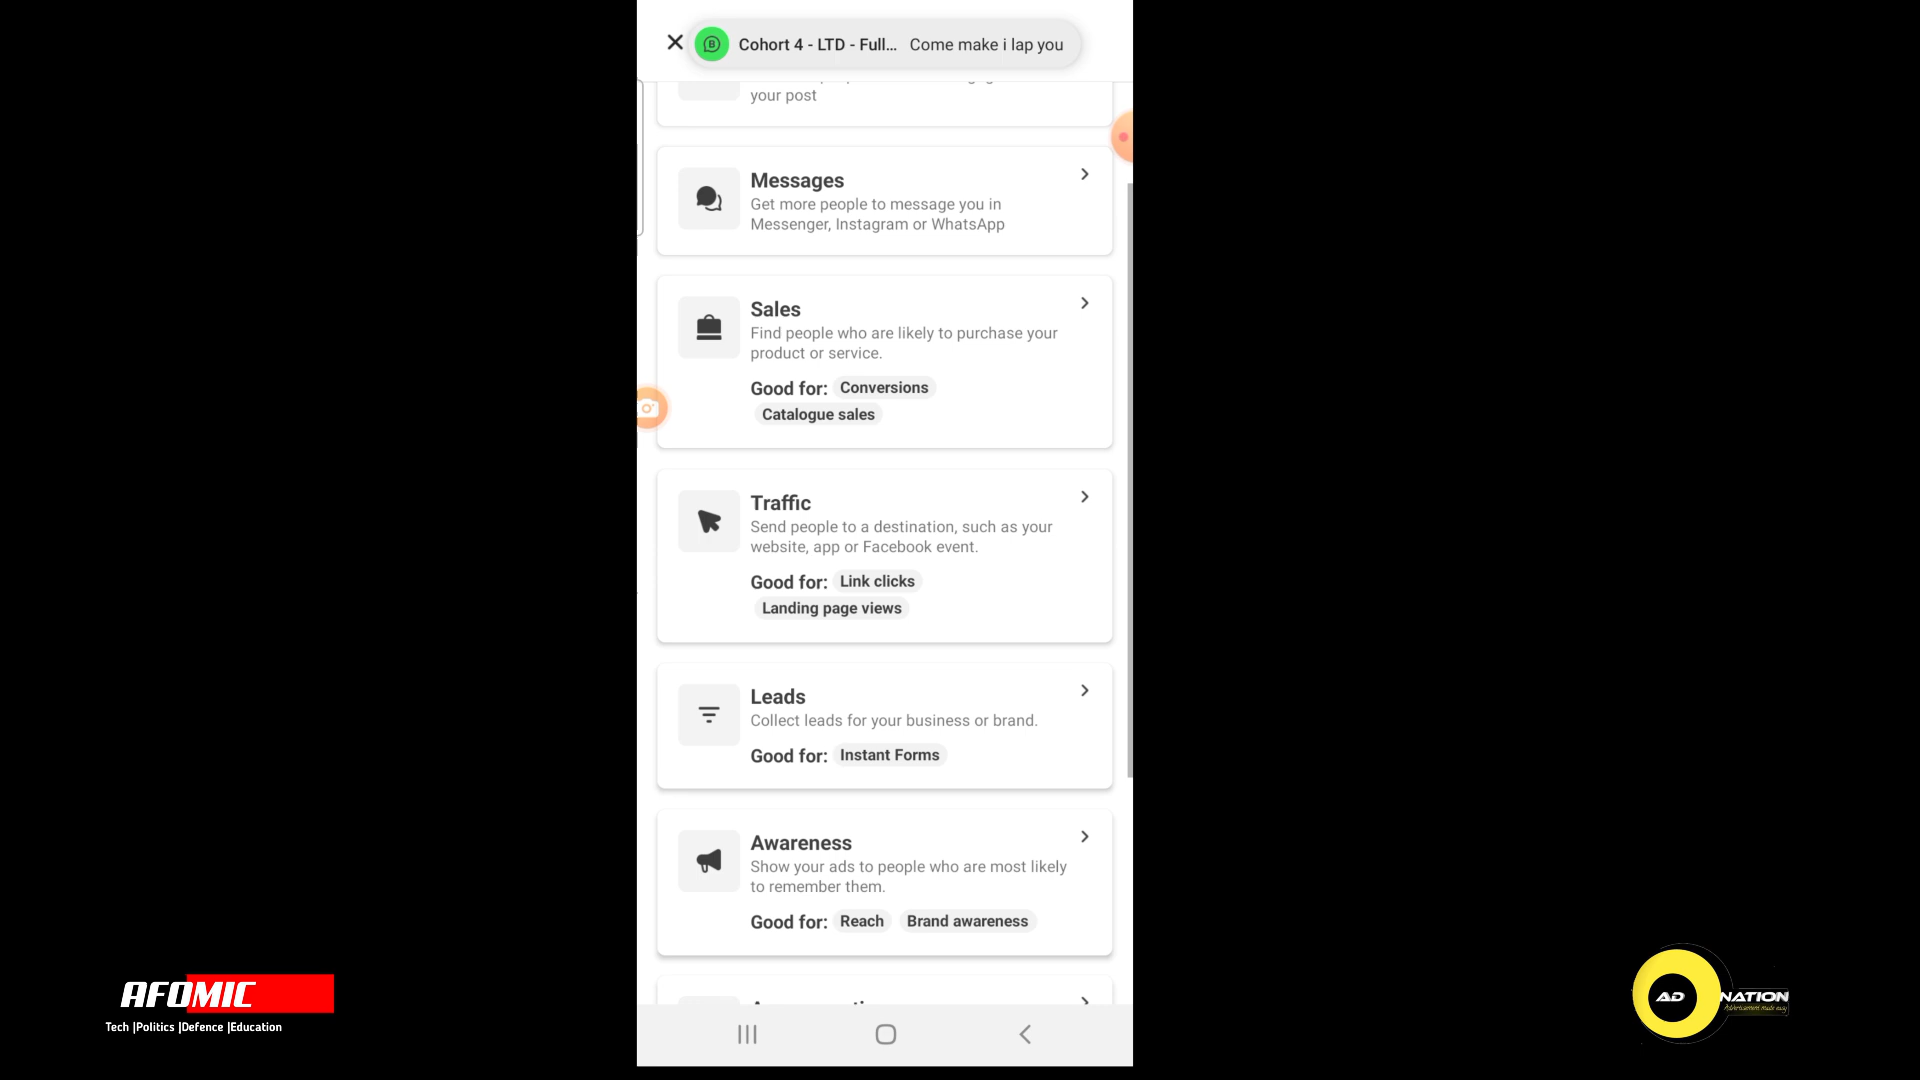 Cohort 4 - LTD - Full... Come make i lap you
your post
Messages
Get more people to message you in
Messenger, Instagram or WhatsApp
Sales
Find people who are likely to purchase your
product or service.
Good for: Conversions
Catalogue sales
Traffic
Send people to a destination, such as your
website, app or Facebook event.
Good for: Link clicks
Landing page views
Leads
Collect leads for your business or brand.
Good for: Instant Forms
Awareness
Show your ads to people who are most likely
to remember them.
Good for: Reach Brand awareness
AFOMIC
Tech |Politics |Defence |Education
AD NATION
Advertisement made easy